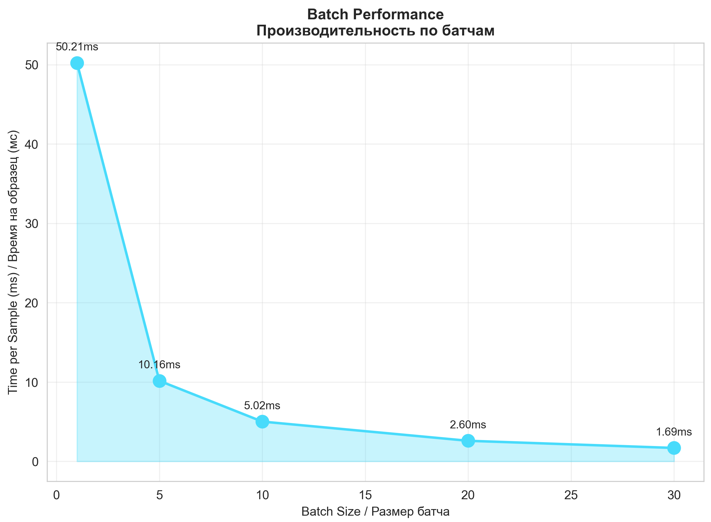 Batch Performance
Производительность по батчам
50.21ms
10.16ms
5.02ms
2.60ms
1.69ms
Time per Sample (ms) / Время на образец (мс)
50
40
30
20
10
0
0 5 10 15 20 25 30
Batch Size / Размер батча